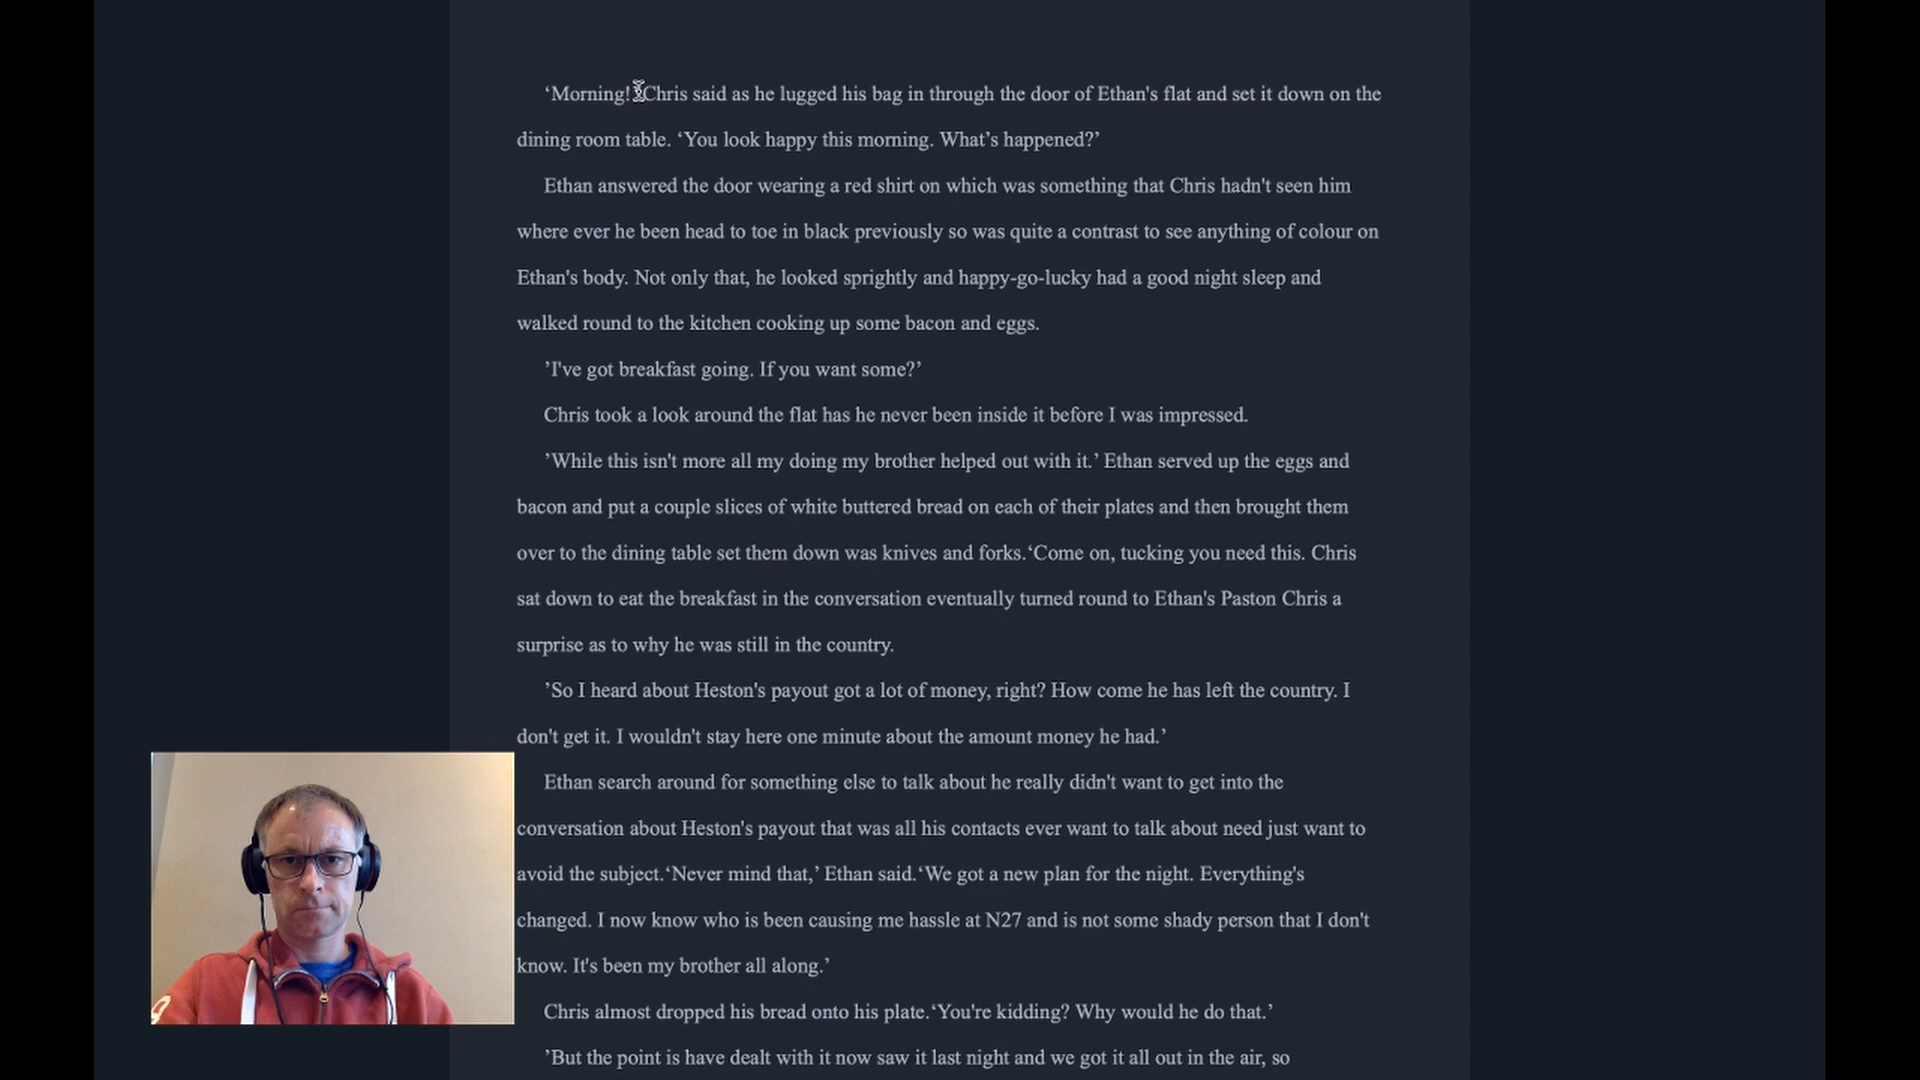 ‘Morning!’ Chris said as he lugged his bag in through the door of Ethan's flat and set it down on the
dining room table. ‘You look happy this morning. What’s happened?’
Ethan answered the door wearing a red shirt on which was something that Chris hadn't seen him
where ever he been head to toe in black previously so was quite a contrast to see anything of colour on
Ethan's body. Not only that, he looked sprightly and happy-go-lucky had a good night sleep and
walked round to the kitchen cooking up some bacon and eggs.
’I've got breakfast going. If you want some?’
Chris took a look around the flat has he never been inside it before I was impressed.
’While this isn't more all my doing my brother helped out with it.’ Ethan served up the eggs and
bacon and put a couple slices of white buttered bread on each of their plates and then brought them
over to the dining table set them down was knives and forks.‘Come on, tucking you need this. Chris
sat down to eat the breakfast in the conversation eventually turned round to Ethan's Paston Chris a
surprise as to why he was still in the country.
’So I heard about Heston's payout got a lot of money, right? How come he has left the country. I
don't get it. I wouldn't stay here one minute about the amount money he had.’
Ethan search around for something else to talk about he really didn't want to get into the
conversation about Heston's payout that was all his contacts ever want to talk about need just want to
avoid the subject.‘Never mind that,’ Ethan said.‘We got a new plan for the night. Everything's
changed. I now know who is been causing me hassle at N27 and is not some shady person that I don't
know. It's been my brother all along.’
Chris almost dropped his bread onto his plate.‘You're kidding? Why would he do that.’
’But the point is have dealt with it now saw it last night and we got it all out in the air, so